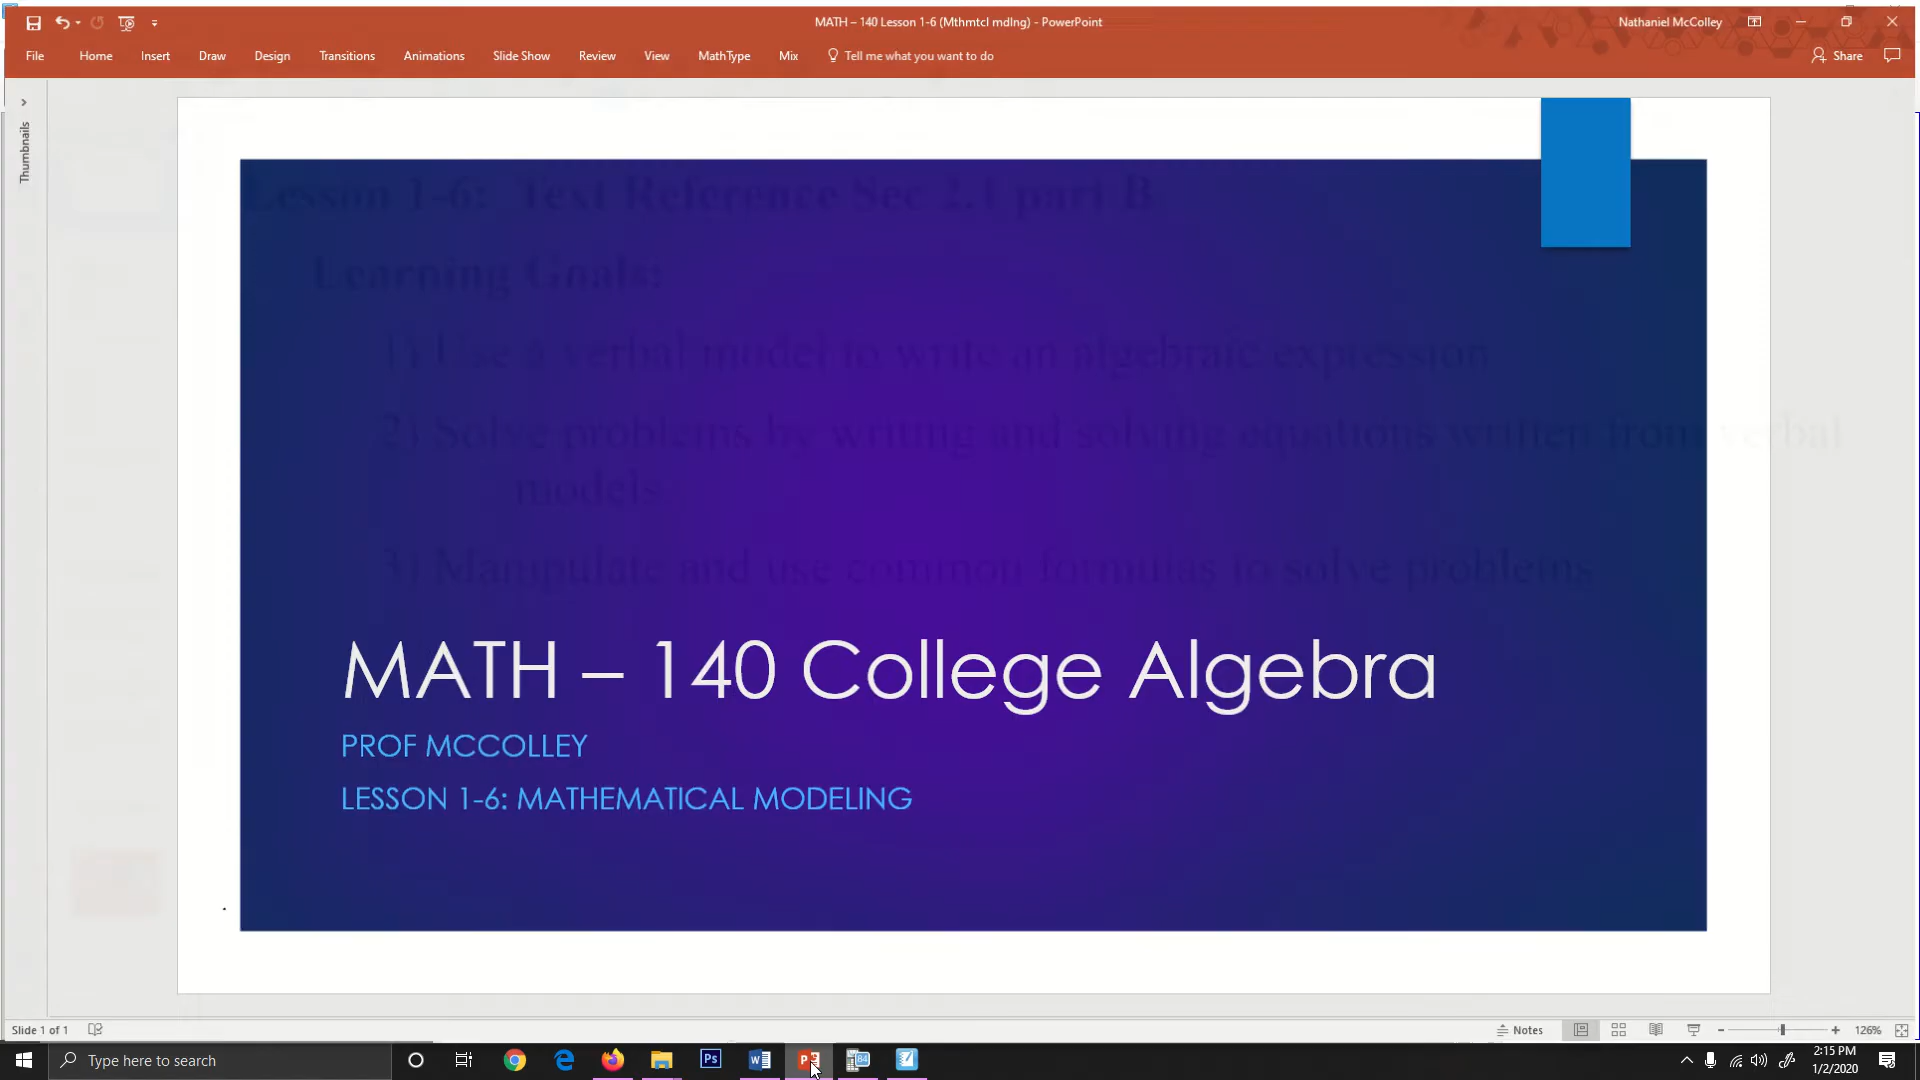 MATH – 140 Lesson 1-6 (Mthmtcl mdlng) - PowerPoint
Nathaniel McColley
File Home Insert Draw Design Transitions Animations Slide Show Review View MathType Mix Tell me what you want to do Share
Thumbnails
Lesson 1-6: Text Reference Sec 2.1 part B
Learning Goals:
1) Use a verbal model to write an algebraic expression
2) Solve problems by writing and solving equations written from verbal
models
3) Manipulate and use common formulas to solve problems
MATH – 140 College Algebra
PROF MCCOLLEY
LESSON 1-6: MATHEMATICAL MODELING
Slide 1 of 1 Notes 126%
Type here to search
Ps
84
2:15 PM
1/2/2020